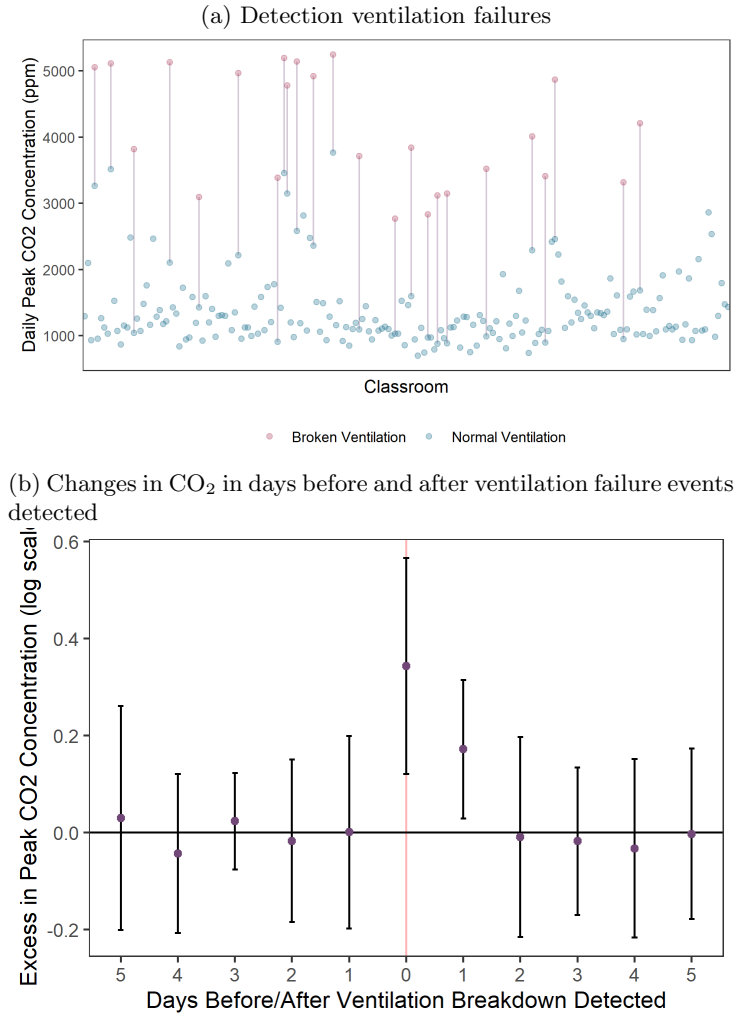 (a) Detection ventilation failures
Daily Peak CO2 Concentration (ppm)
5000
4000
3000
2000
1000
Classroom
Broken Ventilation Normal Ventilation
(b) Changes in CO₂ in days before and after ventilation failure events
detected
Excess in Peak CO2 Concentration (log scal
0.6
0.4
0.2
0.0
-0.2
5 4 3 2 1 0 1 2 3 4 5
Days Before/After Ventilation Breakdown Detected